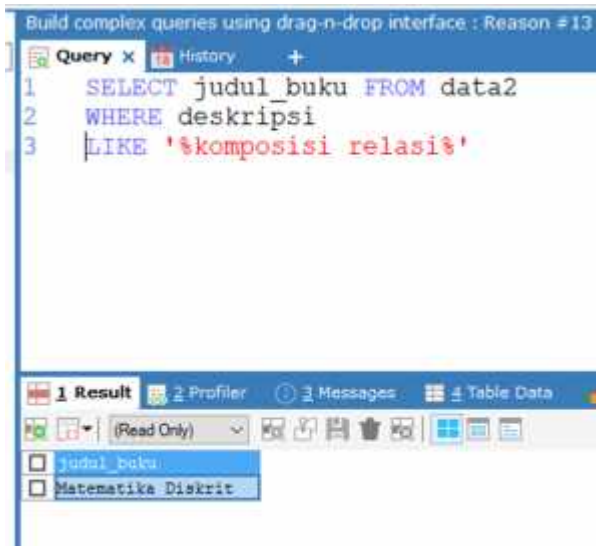 Build complex queries using drag-n-drop interface : Reason #13
Query × History +
1 SELECT judul_buku FROM data2
2 WHERE deskripsi
3 LIKE '%komposisi relasi%'
1 Result 2 Profiler 3 Messages 4 Table Data
(Read Only)
judul_buku
Matematika Diskrit